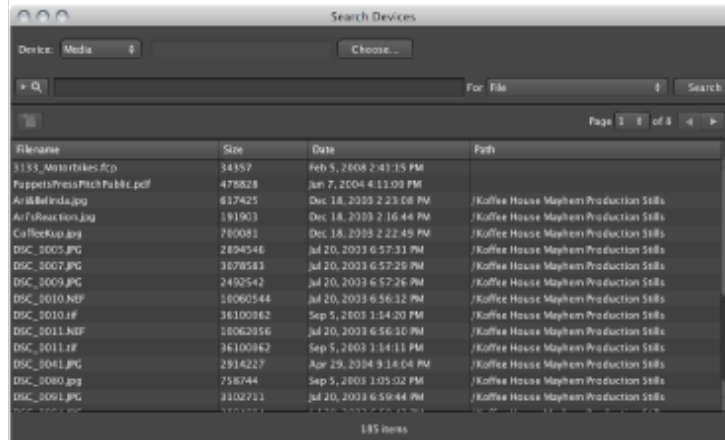 Search Devices
Device: Media Choose...
For File Search
Page 1 of 8
Filename Size Date Path
3133_Motorbikes.fcp 34357 Feb 5, 2008 2:41:15 PM
PuppetsPressPitchPublic.pdf 478828 Jun 7, 2004 4:11:00 PM
Ari&Belinda.jpg 617425 Dec 18, 2003 2:23:08 PM /Koffee House Mayhem Production Stills
Ari'sReaction.jpg 191903 Dec 18, 2003 2:16:44 PM /Koffee House Mayhem Production Stills
CoffeeKup.jpg 700081 Dec 18, 2003 2:22:49 PM /Koffee House Mayhem Production Stills
DSC_0005.JPG 2894546 Jul 20, 2003 6:57:31 PM /Koffee House Mayhem Production Stills
DSC_0007.JPG 3078583 Jul 20, 2003 6:57:29 PM /Koffee House Mayhem Production Stills
DSC_0009.JPG 2492542 Jul 20, 2003 6:57:26 PM /Koffee House Mayhem Production Stills
DSC_0010.NEF 10060544 Jul 20, 2003 6:56:12 PM /Koffee House Mayhem Production Stills
DSC_0010.tif 36100362 Sep 5, 2003 1:14:20 PM /Koffee House Mayhem Production Stills
DSC_0011.NEF 10062056 Jul 20, 2003 6:56:10 PM /Koffee House Mayhem Production Stills
DSC_0011.tif 36100362 Sep 5, 2003 1:14:11 PM /Koffee House Mayhem Production Stills
DSC_0041.JPG 2914227 Apr 29, 2004 9:14:04 PM /Koffee House Mayhem Production Stills
DSC_0080.jpg 758744 Sep 5, 2003 1:05:02 PM /Koffee House Mayhem Production Stills
DSC_0091.JPG 3102711 Jul 20, 2003 6:59:44 PM /Koffee House Mayhem Production Stills
185 items